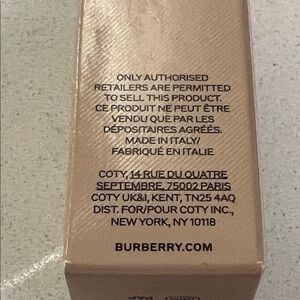 ONLY AUTHORISED
RETAILERS ARE PERMITTED
TO SELL THIS PRODUCT.
CE PRODUIT NE PEUT ÊTRE
VENDU QUE PAR LES
DÉPOSITAIRES AGRÉÉS.
MADE IN ITALY/
FABRIQUÉ EN ITALIE
COTY, 14 RUE DU QUATRE
SEPTEMBRE, 75002 PARIS
COTY UK&I, KENT, TN25 4AQ
DIST. FOR/POUR COTY INC.,
NEW YORK, NY 10118
BURBERRY.COM